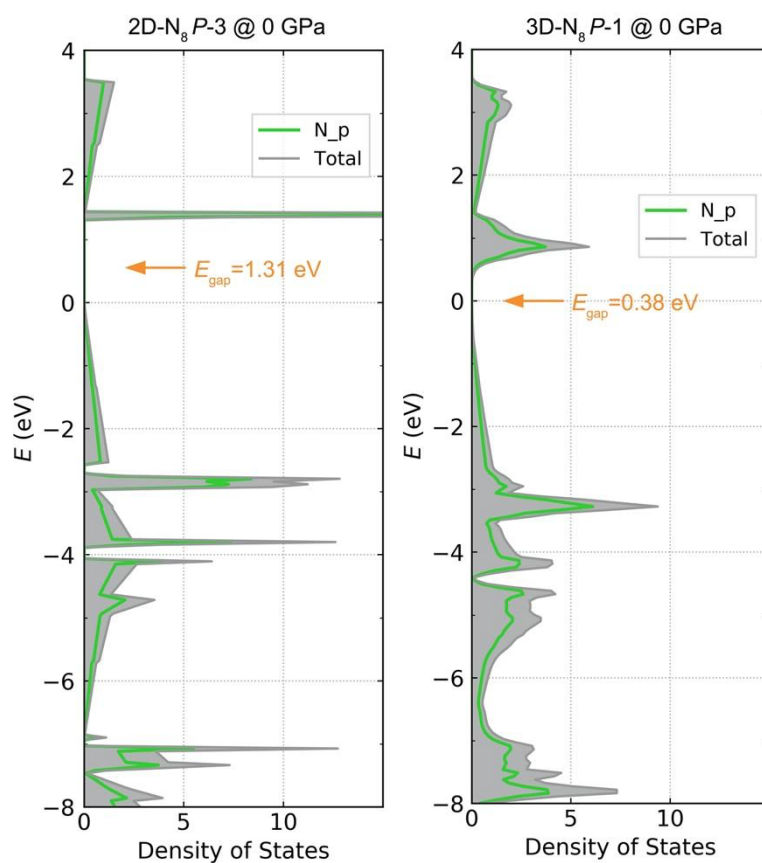 2D-N₈ P-3 @ 0 GPa
4
2
0
−2
−4
−6
−8
E (eV)
N_p
Total
E_gap=1.31 eV
0
5
10
Density of States
3D-N₈ P-1 @ 0 GPa
4
2
0
−2
−4
−6
−8
E (eV)
N_p
Total
E_gap=0.38 eV
0
5
10
Density of States